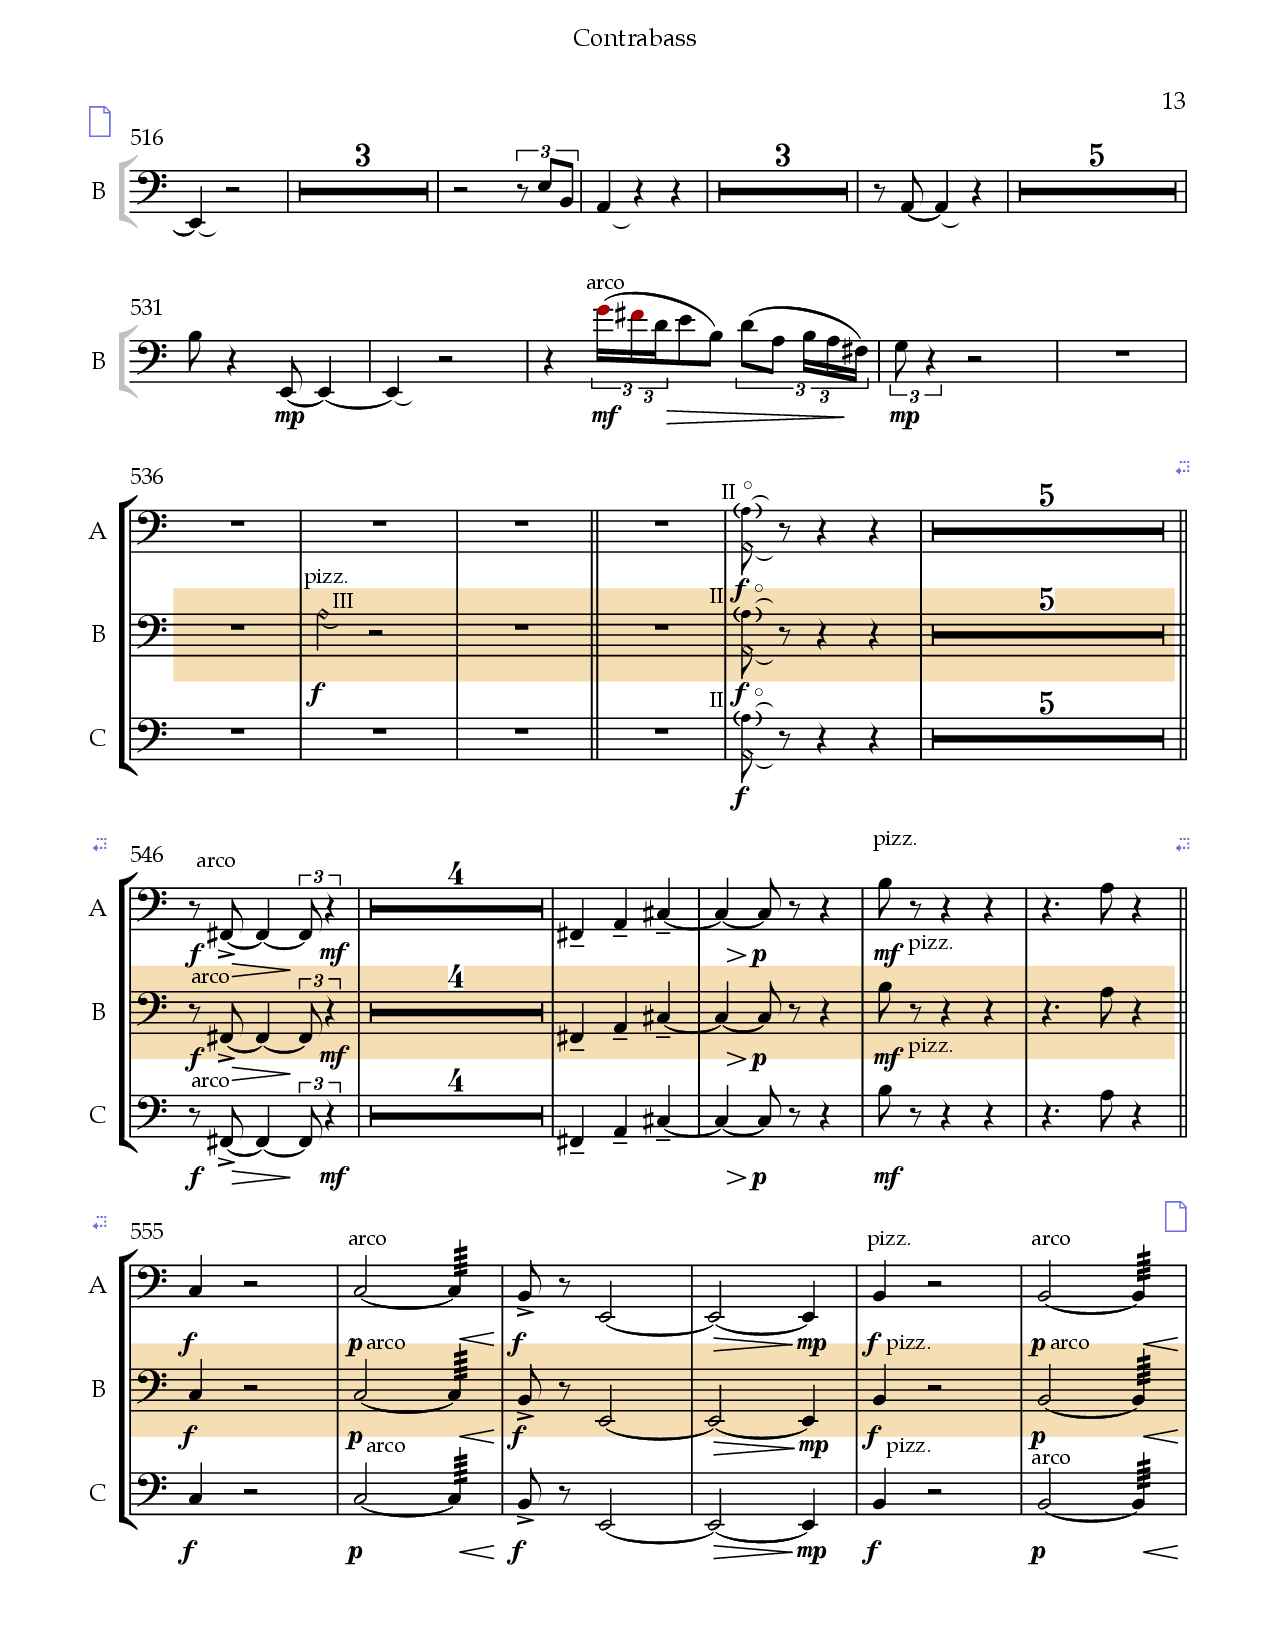 Contrabass
13
516
3 3 3 5
B
arco
531
B
3 3 3 3 3
mp mf mp
536
5
II
A
pizz. f
III II 5
B
f f
II 5
C
f
pizz.
546 arco
3 4
A
f mf p mf pizz.
arco 3 4
B
f mf p mf pizz.
arco 3 4
C
f mf p mf
555 arco pizz. arco
A
f p arco f mp f pizz. p arco
B
f p f mp f p
arco pizz. arco
C
f p f mp f p